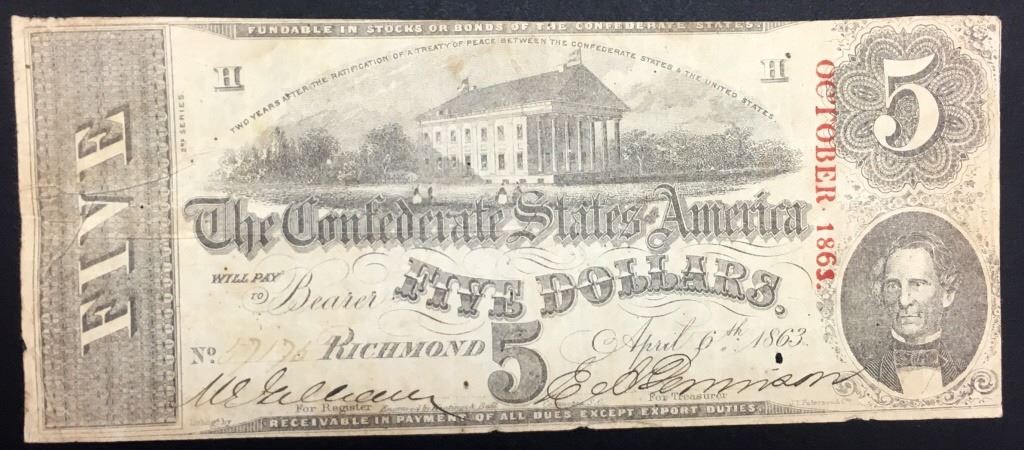 FUNDABLE IN STOCKS OR BONDS OF THE CONFEDERATE STATES.
TWO YEARS AFTER THE RATIFICATION OF A TREATY OF PEACE BETWEEN THE CONFEDERATE STATES & THE UNITED STATES
H H
5
2ND SERIES.
FIVE
OCTOBER · 1863.
The Confederate States of America
WILL PAY TO Bearer FIVE DOLLARS.
No. RICHMOND 5 April 6th 1863.
For Register
For Treasurer
RECEIVABLE IN PAYMENT OF ALL DUES EXCEPT EXPORT DUTIES.